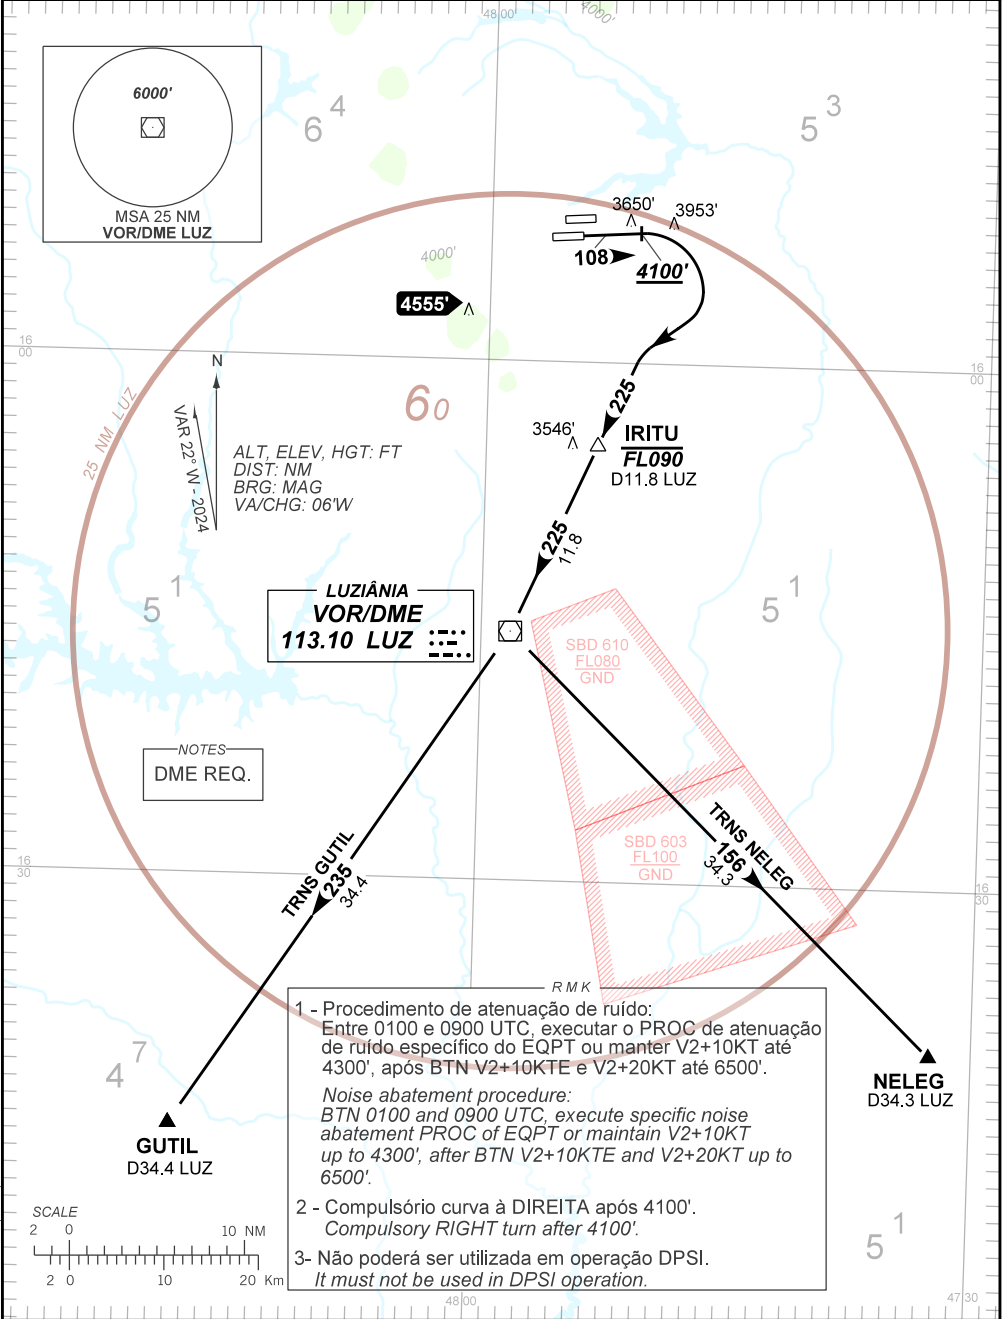 48 00'
4000'
6000'
MSA 25 NM
VOR/DME LUZ
6 4
5 3
3650'
3953'
108
4100'
4000'
4555'
16
00
16
00
25 NM LUZ
N
VAR 22° W - 2024
60
ALT, ELEV, HGT: FT
DIST: NM
BRG: MAG
VA/CHG: 06'W
225
3546'
IRITU
FL090
D11.8 LUZ
225
11.8
5 1
5 1
LUZIÂNIA
VOR/DME
113.10 LUZ
SBD 610
FL080
GND
NOTES
DME REQ.
TRNS GUTIL
235
34.4
SBD 603
FL100
GND
TRNS NELEG
156
34.3
16
30
16
30
4 7
RMK
1 - Procedimento de atenuação de ruído:
Entre 0100 e 0900 UTC, executar o PROC de atenuação
de ruído específico do EQPT ou manter V2+10KT até
4300', após BTN V2+10KTE e V2+20KT até 6500'.
Noise abatement procedure:
BTN 0100 and 0900 UTC, execute specific noise
abatement PROC of EQPT or maintain V2+10KT
up to 4300', after BTN V2+10KTE and V2+20KT up to
6500'.
2 - Compulsório curva à DIREITA após 4100'.
Compulsory RIGHT turn after 4100'.
3- Não poderá ser utilizada em operação DPSI.
It must not be used in DPSI operation.
NELEG
D34.3 LUZ
GUTIL
D34.4 LUZ
SCALE
2 0 10 NM
2 0 10 20 Km
5 1
48 00
47 30